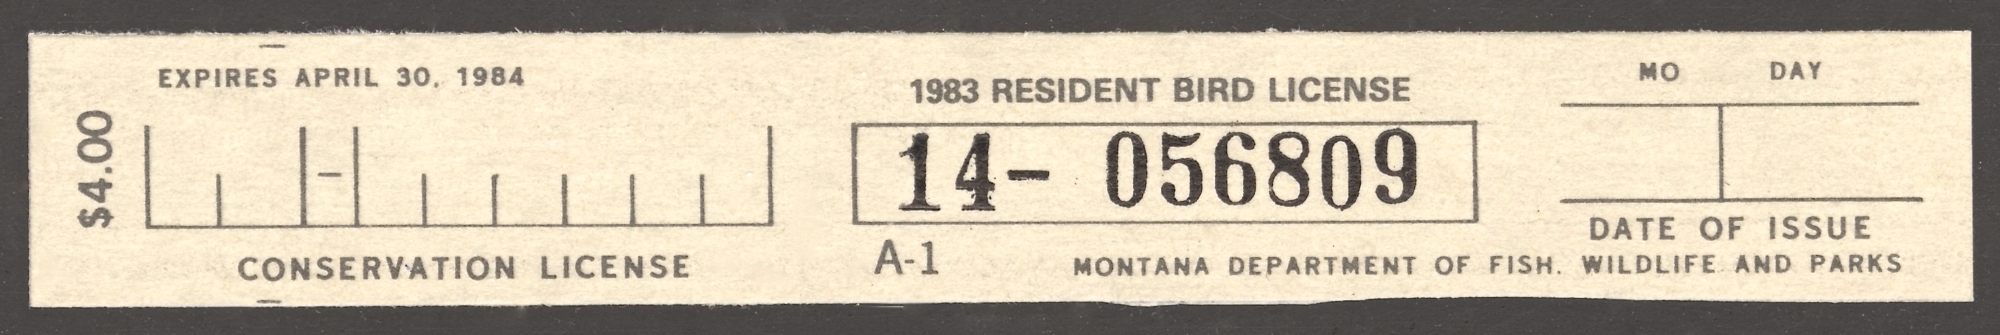 EXPIRES APRIL 30, 1984
$4.00
CONSERVATION LICENSE
1983 RESIDENT BIRD LICENSE
14- 056809
A-1
MONTANA DEPARTMENT OF FISH. WILDLIFE AND PARKS
MO DAY
DATE OF ISSUE